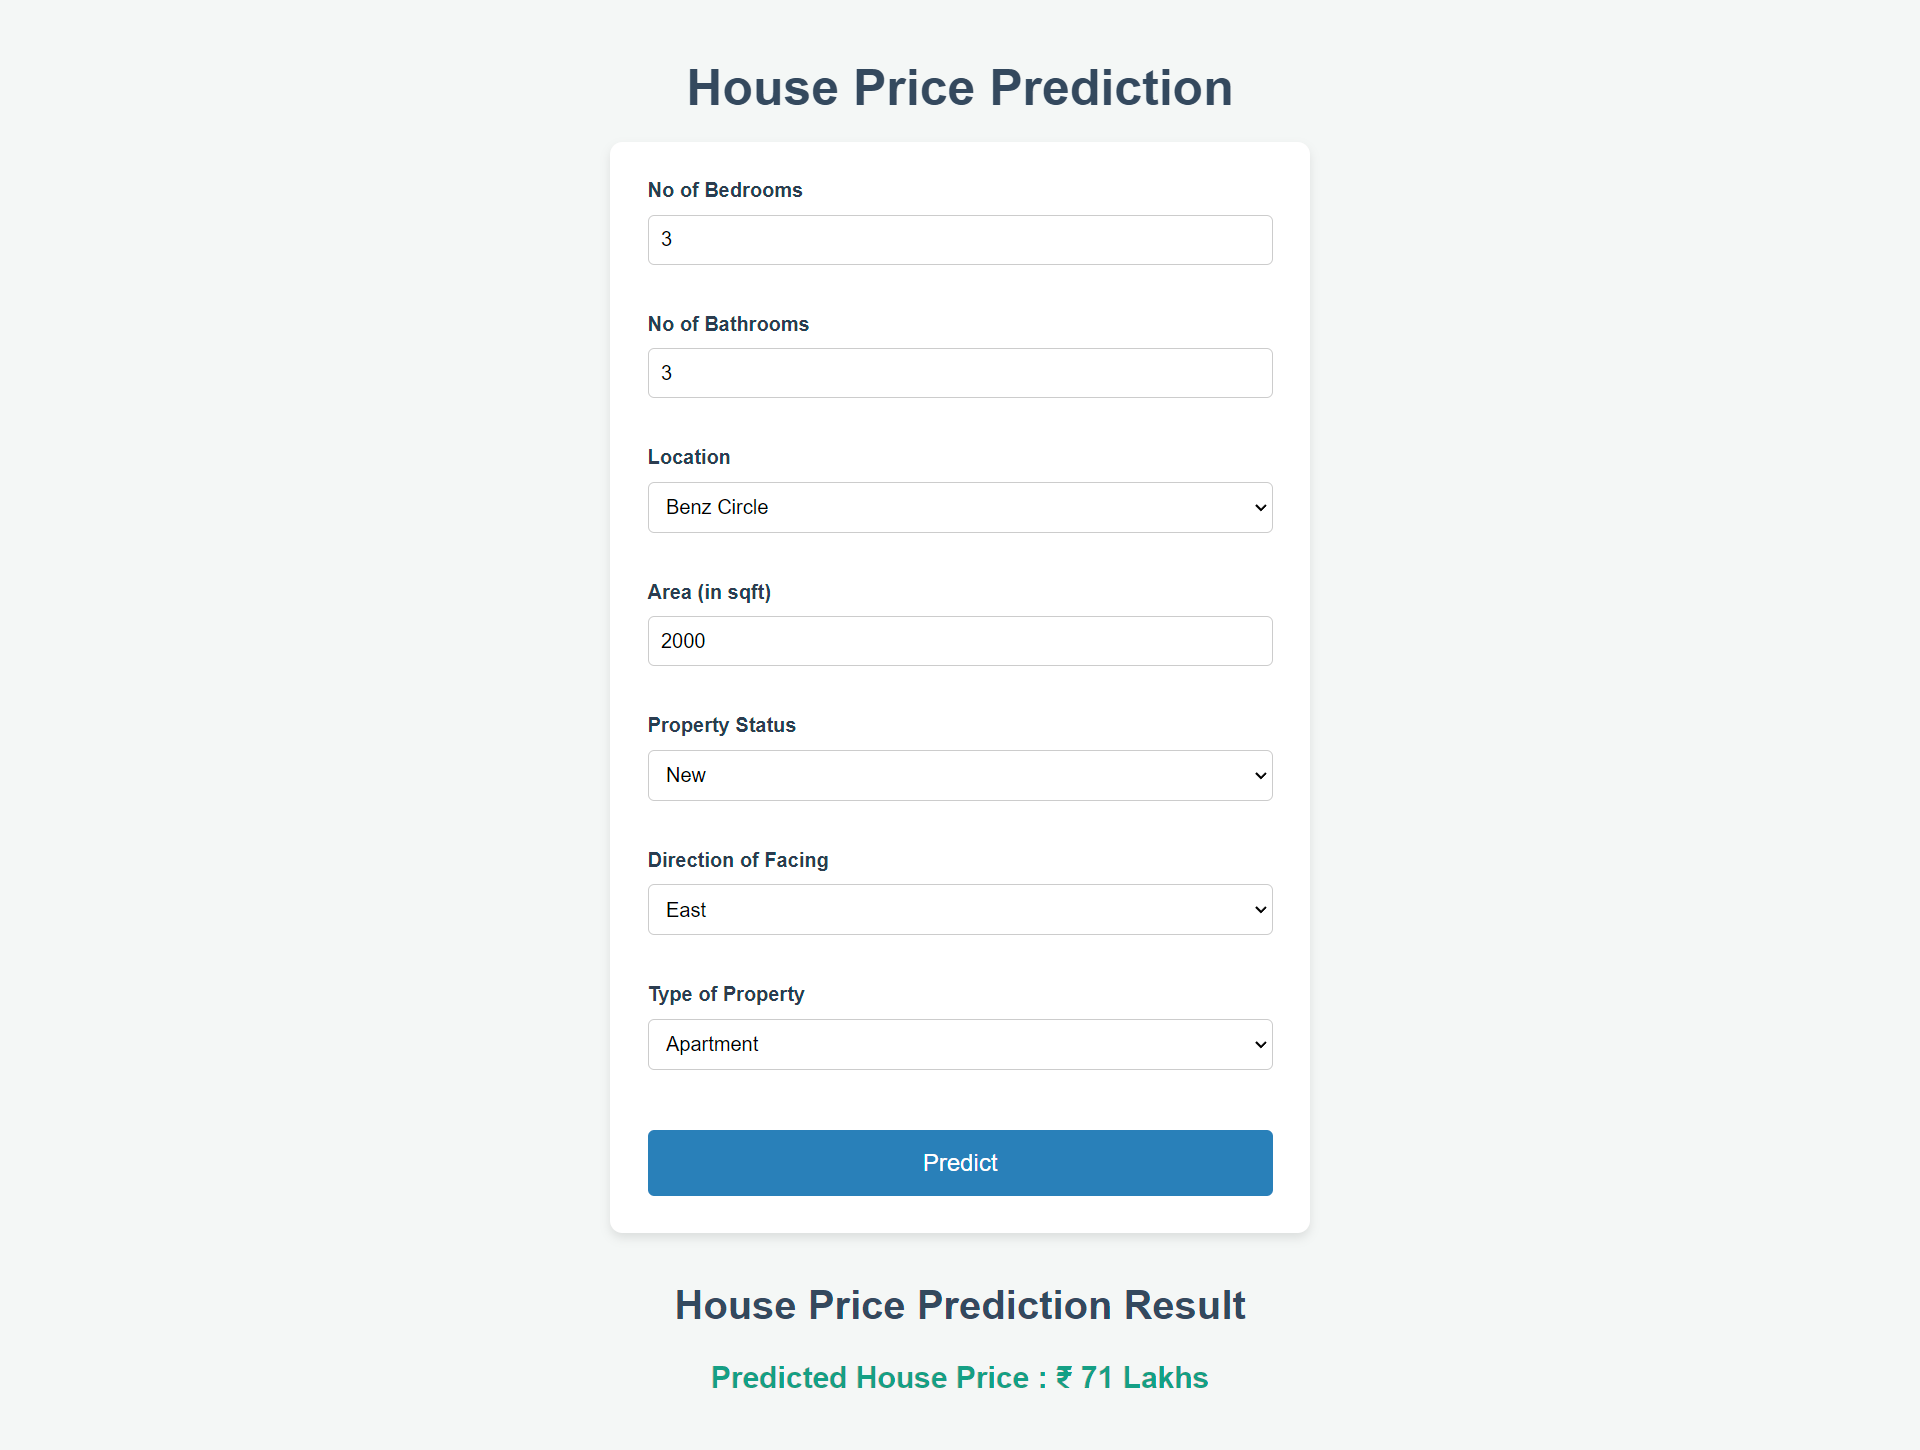 House Price Prediction
No of Bedrooms
3
No of Bathrooms
3
Location
Benz Circle
Area (in sqft)
2000
Property Status
New
Direction of Facing
East
Type of Property
Apartment
Predict
House Price Prediction Result
Predicted House Price : ₹ 71 Lakhs